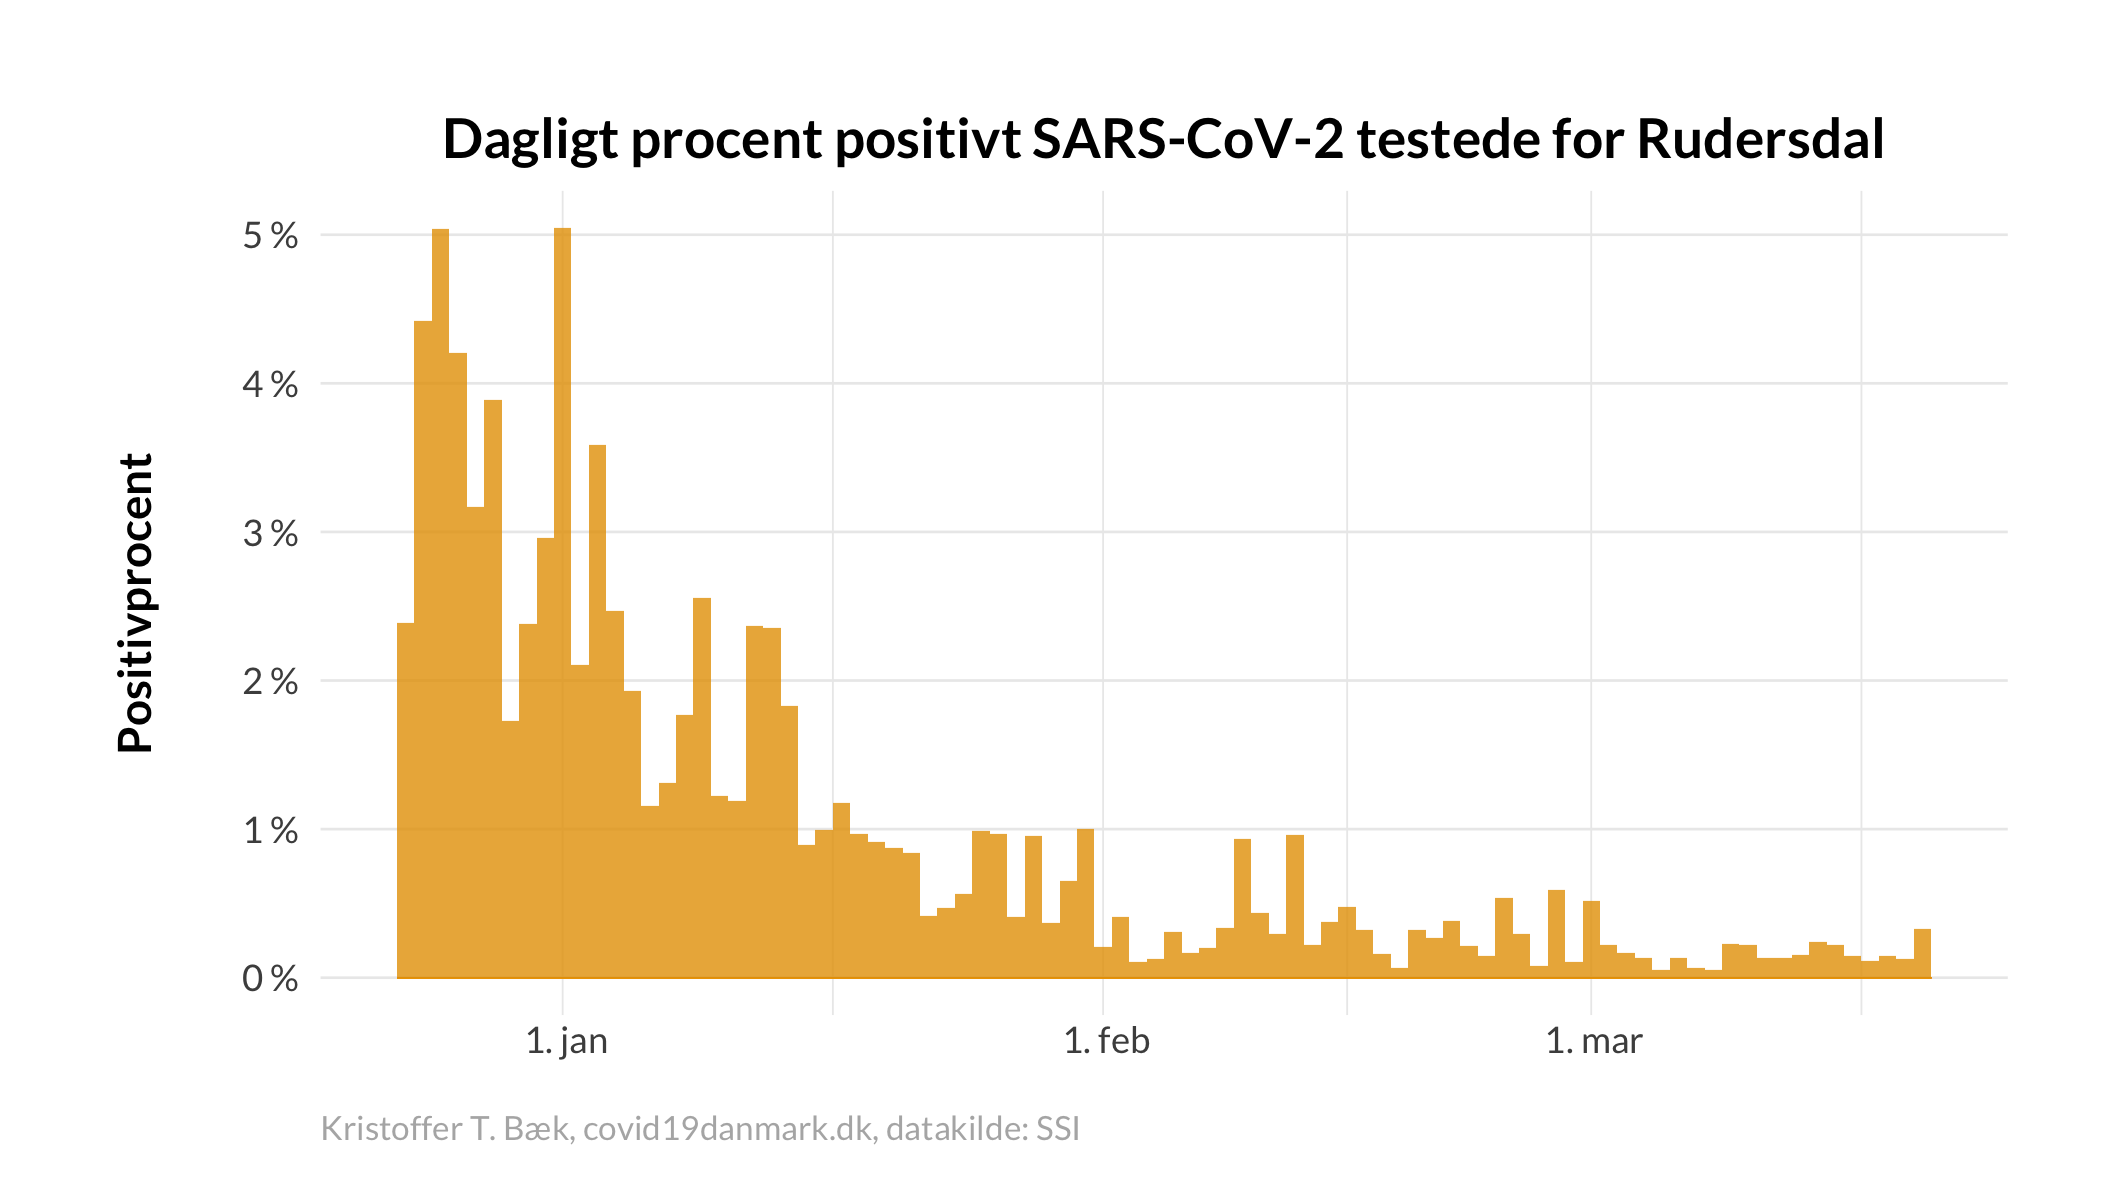 Dagligt procent positivt SARS-CoV-2 testede for Rudersdal
Positivprocent
5 %
4 %
3 %
2 %
1 %
0 %
1. jan
1. feb
1. mar
Kristoffer T. Bæk, covid19danmark.dk, datakilde: SSI